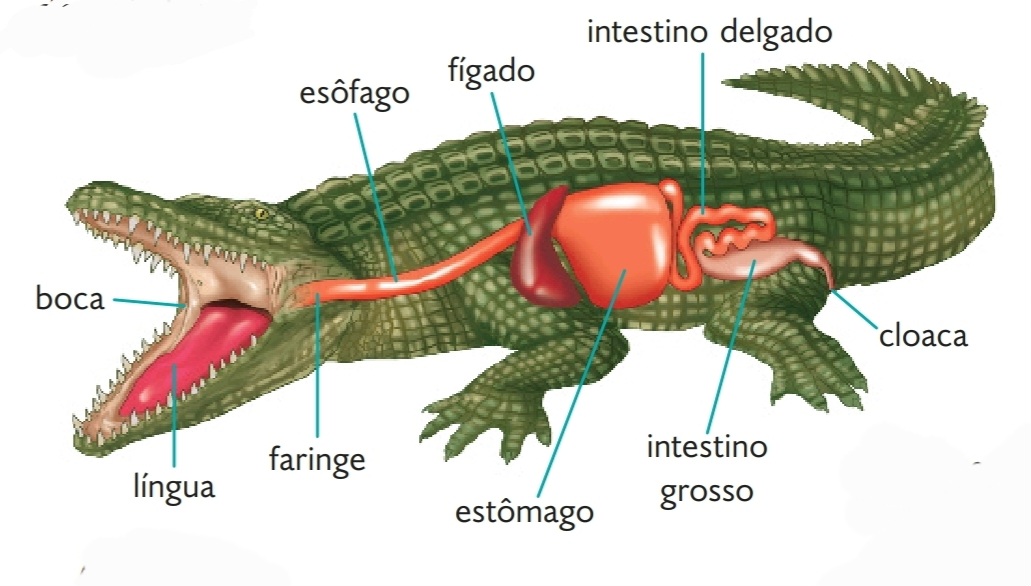 intestino delgado
fígado
esôfago
boca
cloaca
intestino
grosso
faringe
língua
estômago